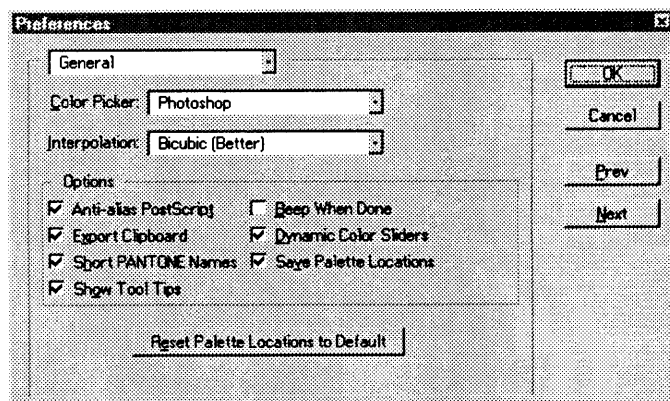 Preferences
General
OK
Color Picker: Photoshop
Cancel
Interpolation: Bicubic (Better)
Prev
Options
Anti-alias PostScript
Beep When Done
Next
Export Clipboard
Dynamic Color Sliders
Short PANTONE Names
Save Palette Locations
Show Tool Tips
Reset Palette Locations to Default